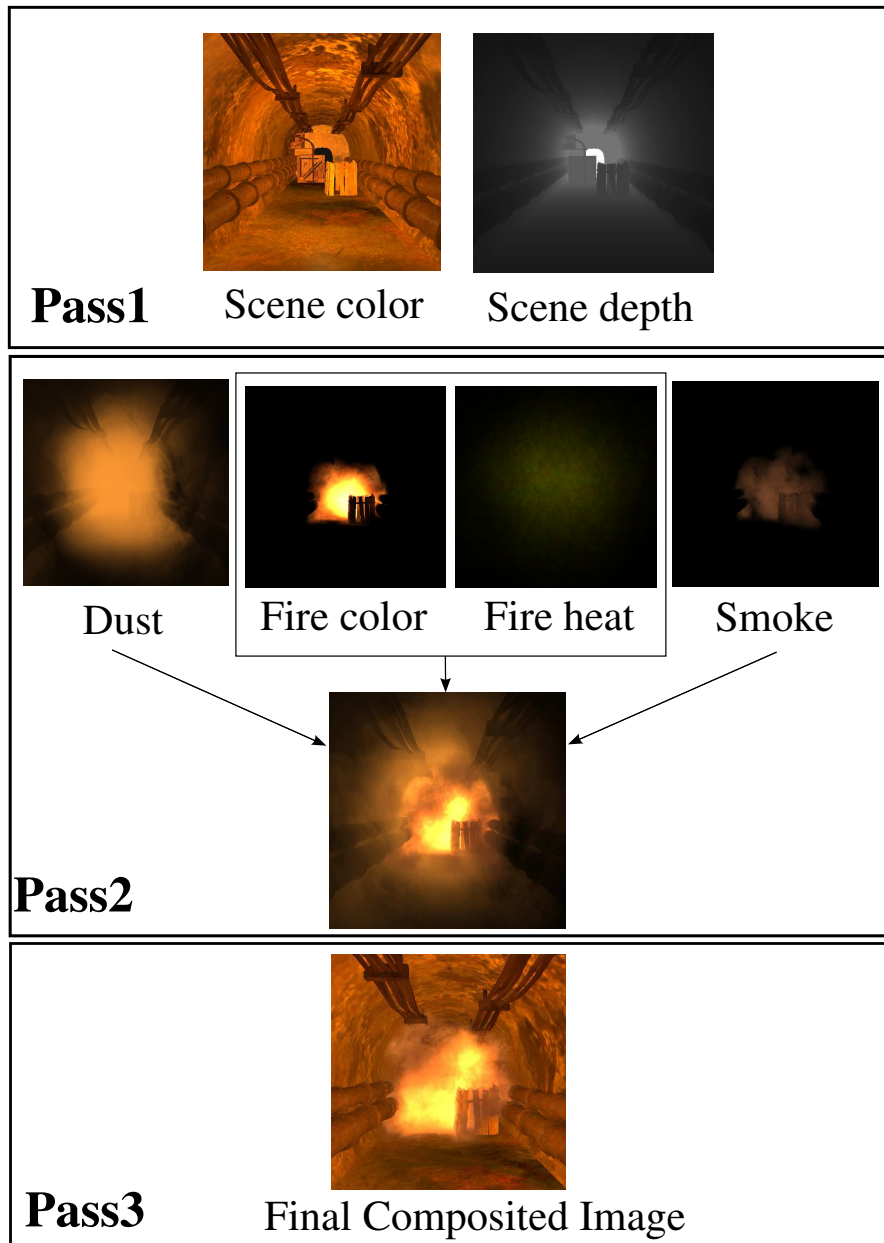 Scene color
Scene depth
Pass1
Dust
Fire color
Fire heat
Smoke
Pass2
Pass3
Final Composited Image